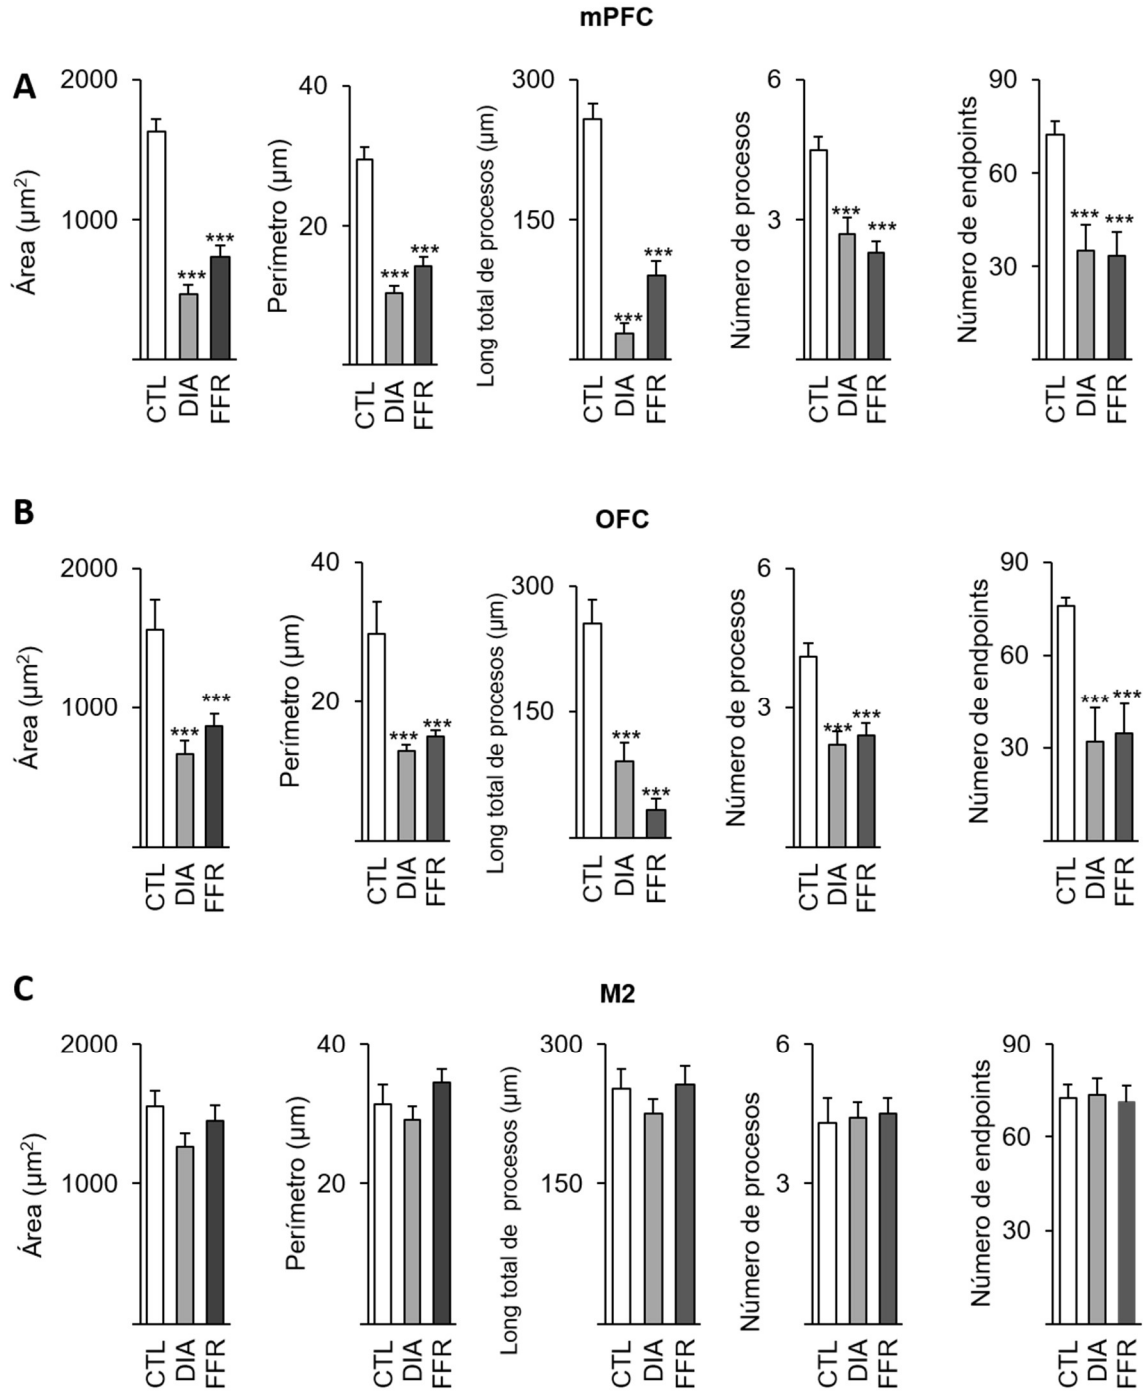 mPFC
A
2000
1000
Área (µm²)
CTL
DIA
FFR
***
***
40
20
Perímetro (µm)
CTL
DIA
FFR
***
***
300
150
Long total de procesos (µm)
CTL
DIA
FFR
***
***
6
3
Número de procesos
CTL
DIA
FFR
***
***
90
60
30
Número de endpoints
CTL
DIA
FFR
***
***
B
OFC
2000
1000
Área (µm²)
CTL
DIA
FFR
***
***
40
20
Perímetro (µm)
CTL
DIA
FFR
***
***
300
150
Long total de procesos (µm)
CTL
DIA
FFR
***
***
6
3
Número de procesos
CTL
DIA
FFR
***
***
90
60
30
Número de endpoints
CTL
DIA
FFR
***
***
C
M2
2000
1000
Área (µm²)
CTL
DIA
FFR
40
20
Perímetro (µm)
CTL
DIA
FFR
300
150
Long total de procesos (µm)
CTL
DIA
FFR
6
3
Número de procesos
CTL
DIA
FFR
90
60
30
Número de endpoints
CTL
DIA
FFR